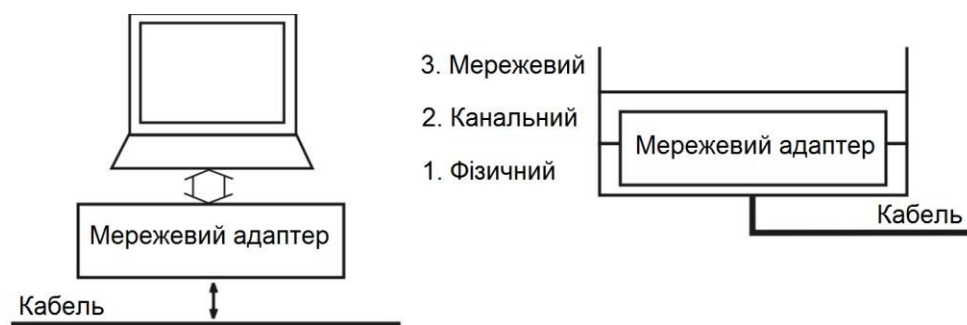 Мережевий адаптер
Кабель
3. Мережевий
2. Канальний
1. Фізичний
Мережевий адаптер
Кабель